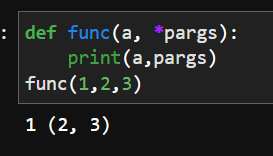 :
def func(a, *pargs):
    print(a,pargs)
func(1,2,3)
1 (2, 3)